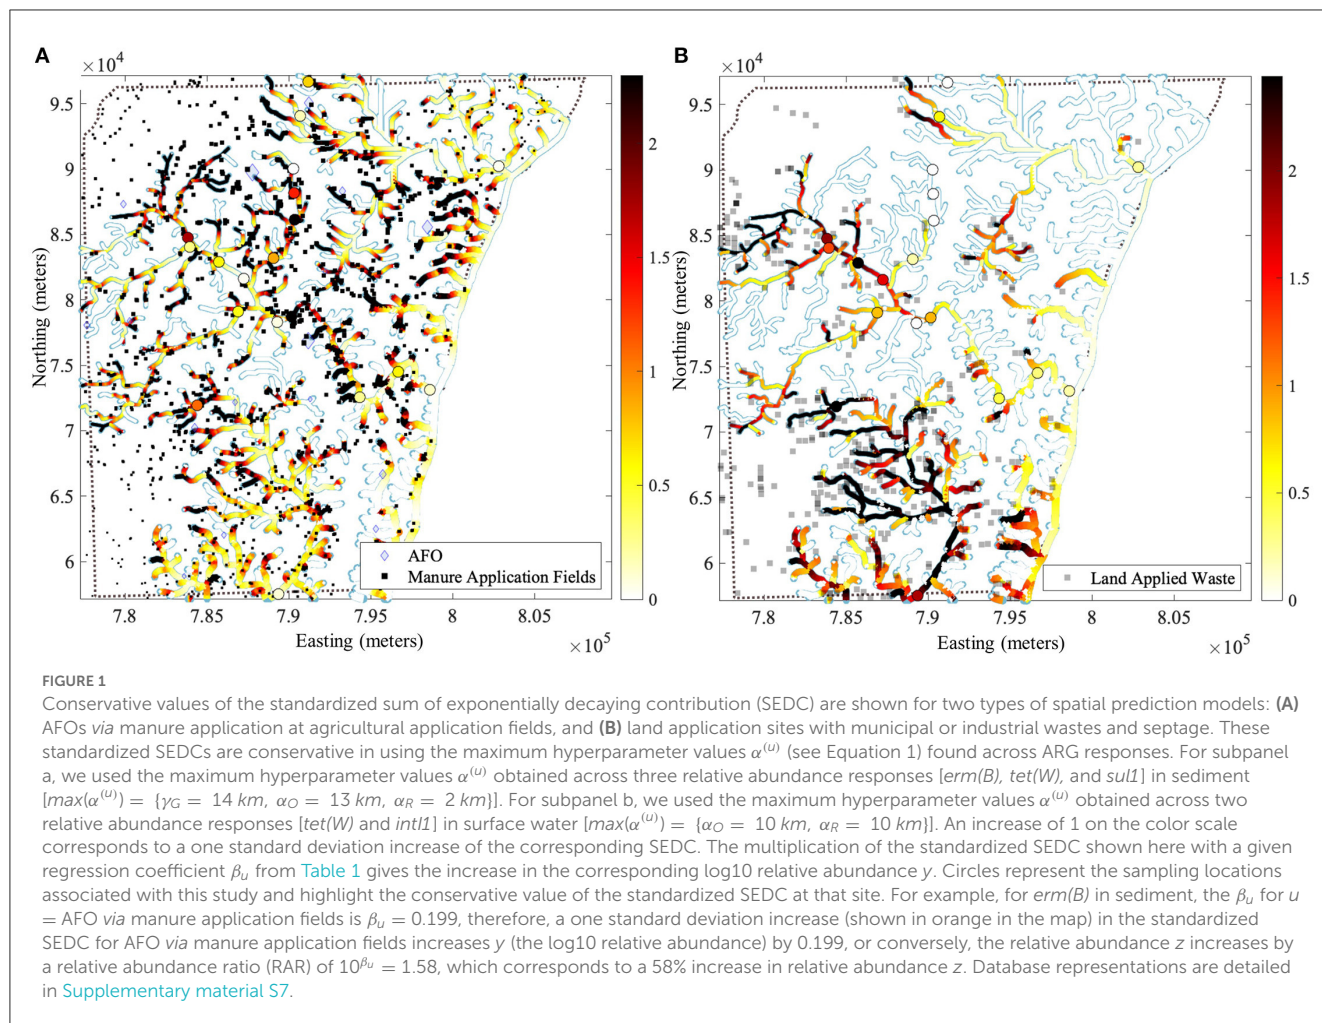 A
×10⁴
9.5
9
8.5
8
7.5
7
6.5
6
Northing (meters)
7.8
7.85
7.9
7.95
8
8.05
Easting (meters)
×10⁵
2
1.5
1
0.5
0
AFO
Manure Application Fields
B
×10⁴
9.5
9
8.5
8
7.5
7
6.5
6
Northing (meters)
7.8
7.85
7.9
7.95
8
8.05
Easting (meters)
×10⁵
2
1.5
1
0.5
0
Land Applied Waste
FIGURE 1
Conservative values of the standardized sum of exponentially decaying contribution (SEDC) are shown for two types of spatial prediction models: (A)
AFOs via manure application at agricultural application fields, and (B) land application sites with municipal or industrial wastes and septage. These
standardized SEDCs are conservative in using the maximum hyperparameter values α⁽ᵘ⁾ (see Equation 1) found across ARG responses. For subpanel
a, we used the maximum hyperparameter values α⁽ᵘ⁾ obtained across three relative abundance responses [erm(B), tet(W), and sul1] in sediment
[max(α⁽ᵘ⁾) = {γG = 14 km, αO = 13 km, αR = 2 km}]. For subpanel b, we used the maximum hyperparameter values α⁽ᵘ⁾ obtained across two
relative abundance responses [tet(W) and intI1] in surface water [max(α⁽ᵘ⁾) = {αO = 10 km, αR = 10 km}]. An increase of 1 on the color scale
corresponds to a one standard deviation increase of the corresponding SEDC. The multiplication of the standardized SEDC shown here with a given
regression coefficient βu from Table 1 gives the increase in the corresponding log10 relative abundance y. Circles represent the sampling locations
associated with this study and highlight the conservative value of the standardized SEDC at that site. For example, for erm(B) in sediment, the βu for u
= AFO via manure application fields is βu = 0.199, therefore, a one standard deviation increase (shown in orange in the map) in the standardized
SEDC for AFO via manure application fields increases y (the log10 relative abundance) by 0.199, or conversely, the relative abundance z increases by
a relative abundance ratio (RAR) of 10^βu = 1.58, which corresponds to a 58% increase in relative abundance z. Database representations are detailed
in Supplementary material S7.